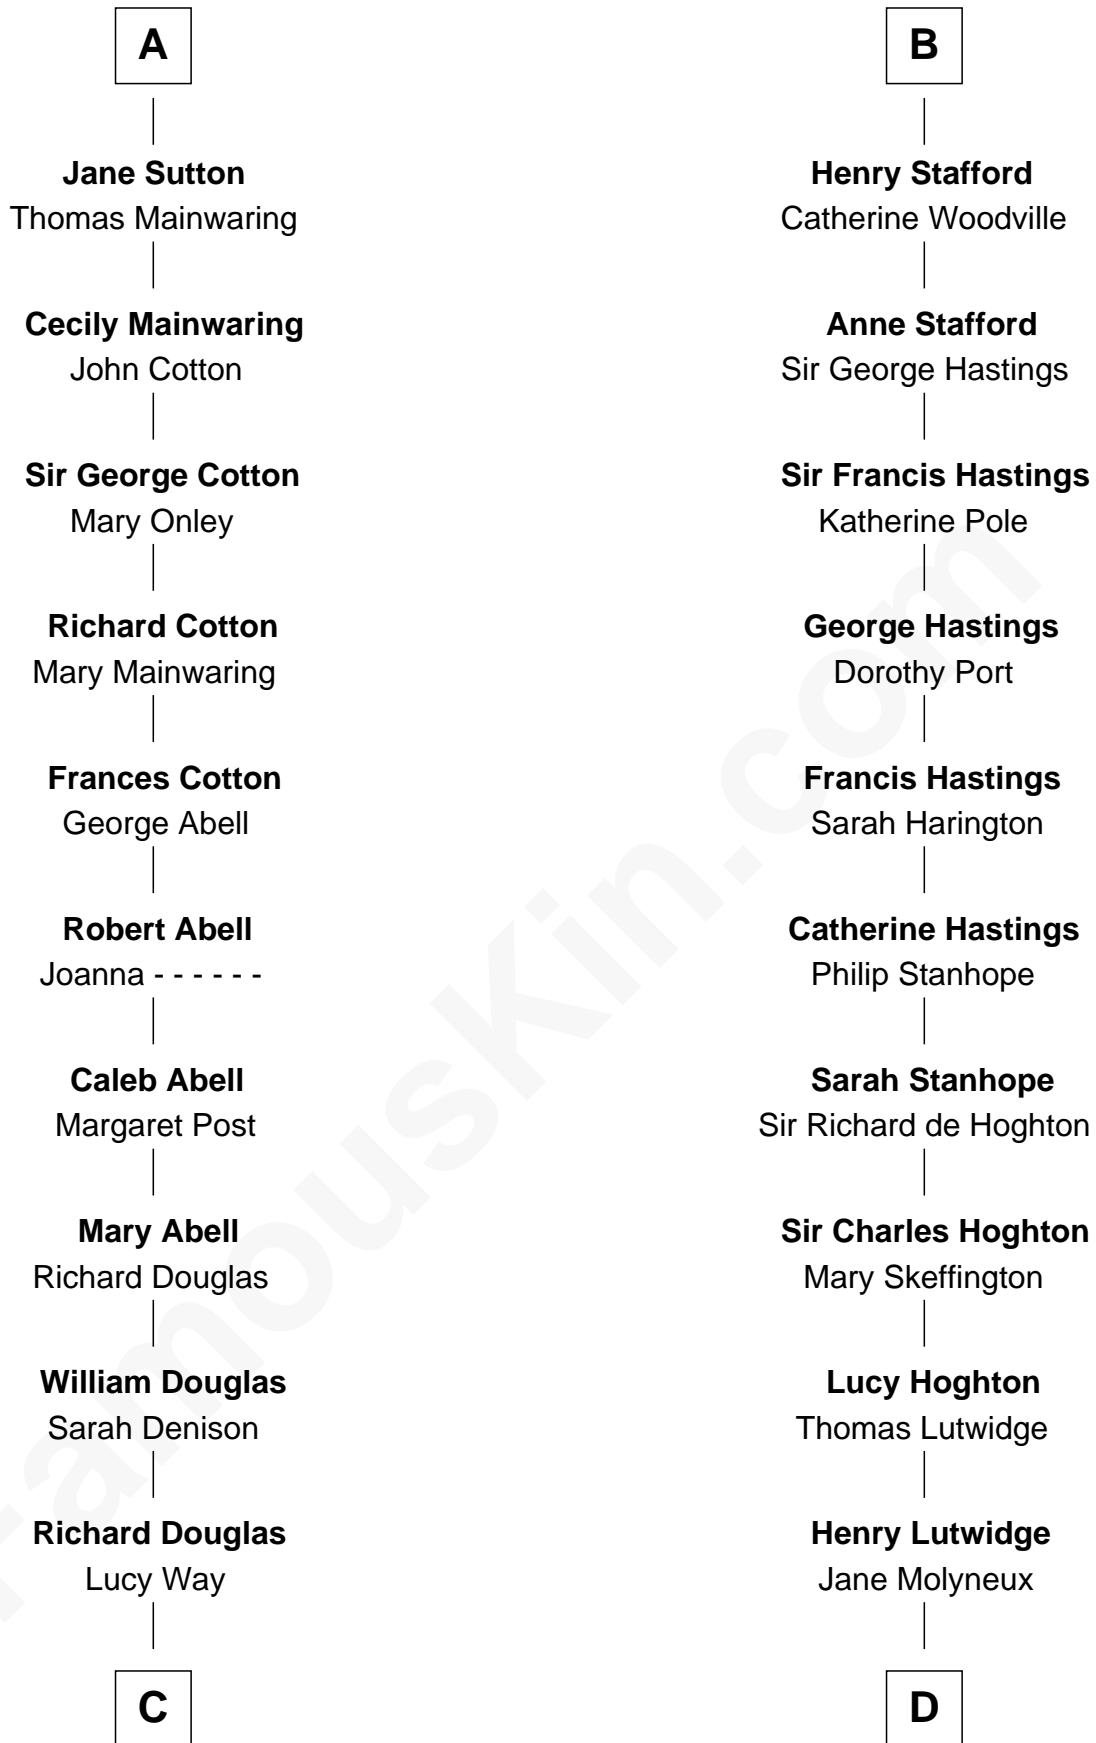 A
Jane Sutton
Thomas Mainwaring
Cecily Mainwaring
John Cotton
Sir George Cotton
Mary Onley
Richard Cotton
Mary Mainwaring
Frances Cotton
George Abell
Robert Abell
Joanna - - - - - -
Caleb Abell
Margaret Post
Mary Abell
Richard Douglas
William Douglas
Sarah Denison
Richard Douglas
Lucy Way
C
B
Henry Stafford
Catherine Woodville
Anne Stafford
Sir George Hastings
Sir Francis Hastings
Katherine Pole
George Hastings
Dorothy Port
Francis Hastings
Sarah Harington
Catherine Hastings
Philip Stanhope
Sarah Stanhope
Sir Richard de Hoghton
Sir Charles Hoghton
Mary Skeffington
Lucy Hoghton
Thomas Lutwidge
Henry Lutwidge
Jane Molyneux
D
FamousKin.com